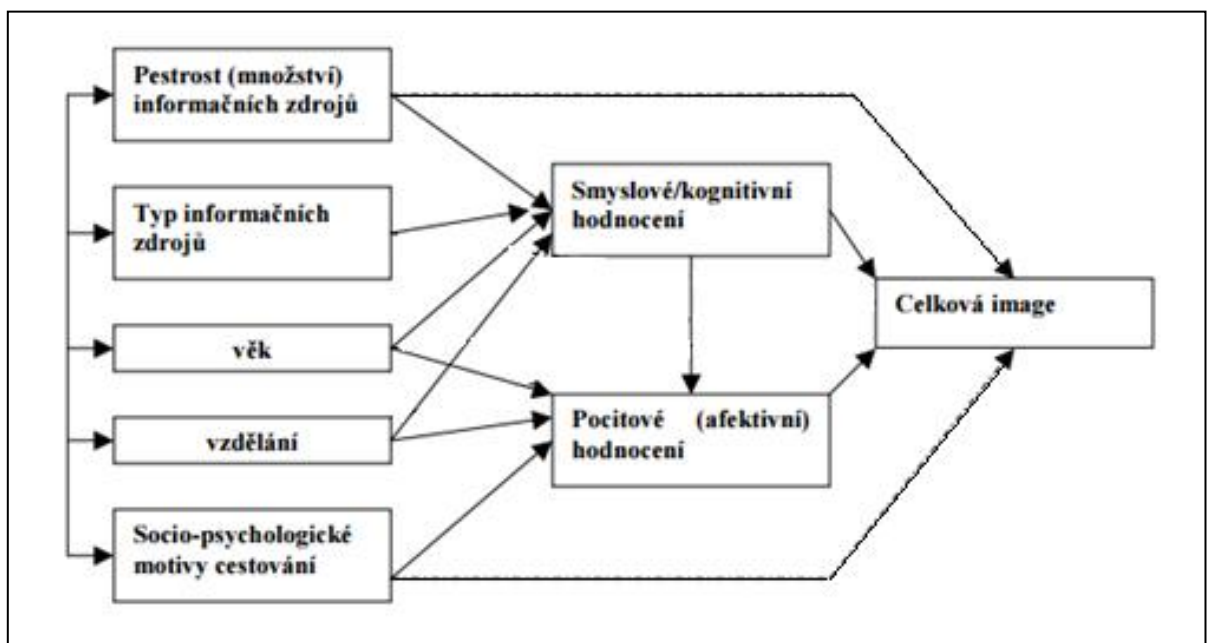 Pestrost (množství)
informačních zdrojů
Typ informačních
zdrojů
věk
vzdělání
Socio-psychologické
motivy cestování
Smyslové/kognitivní
hodnocení
Pocitové (afektivní)
hodnocení
Celková image